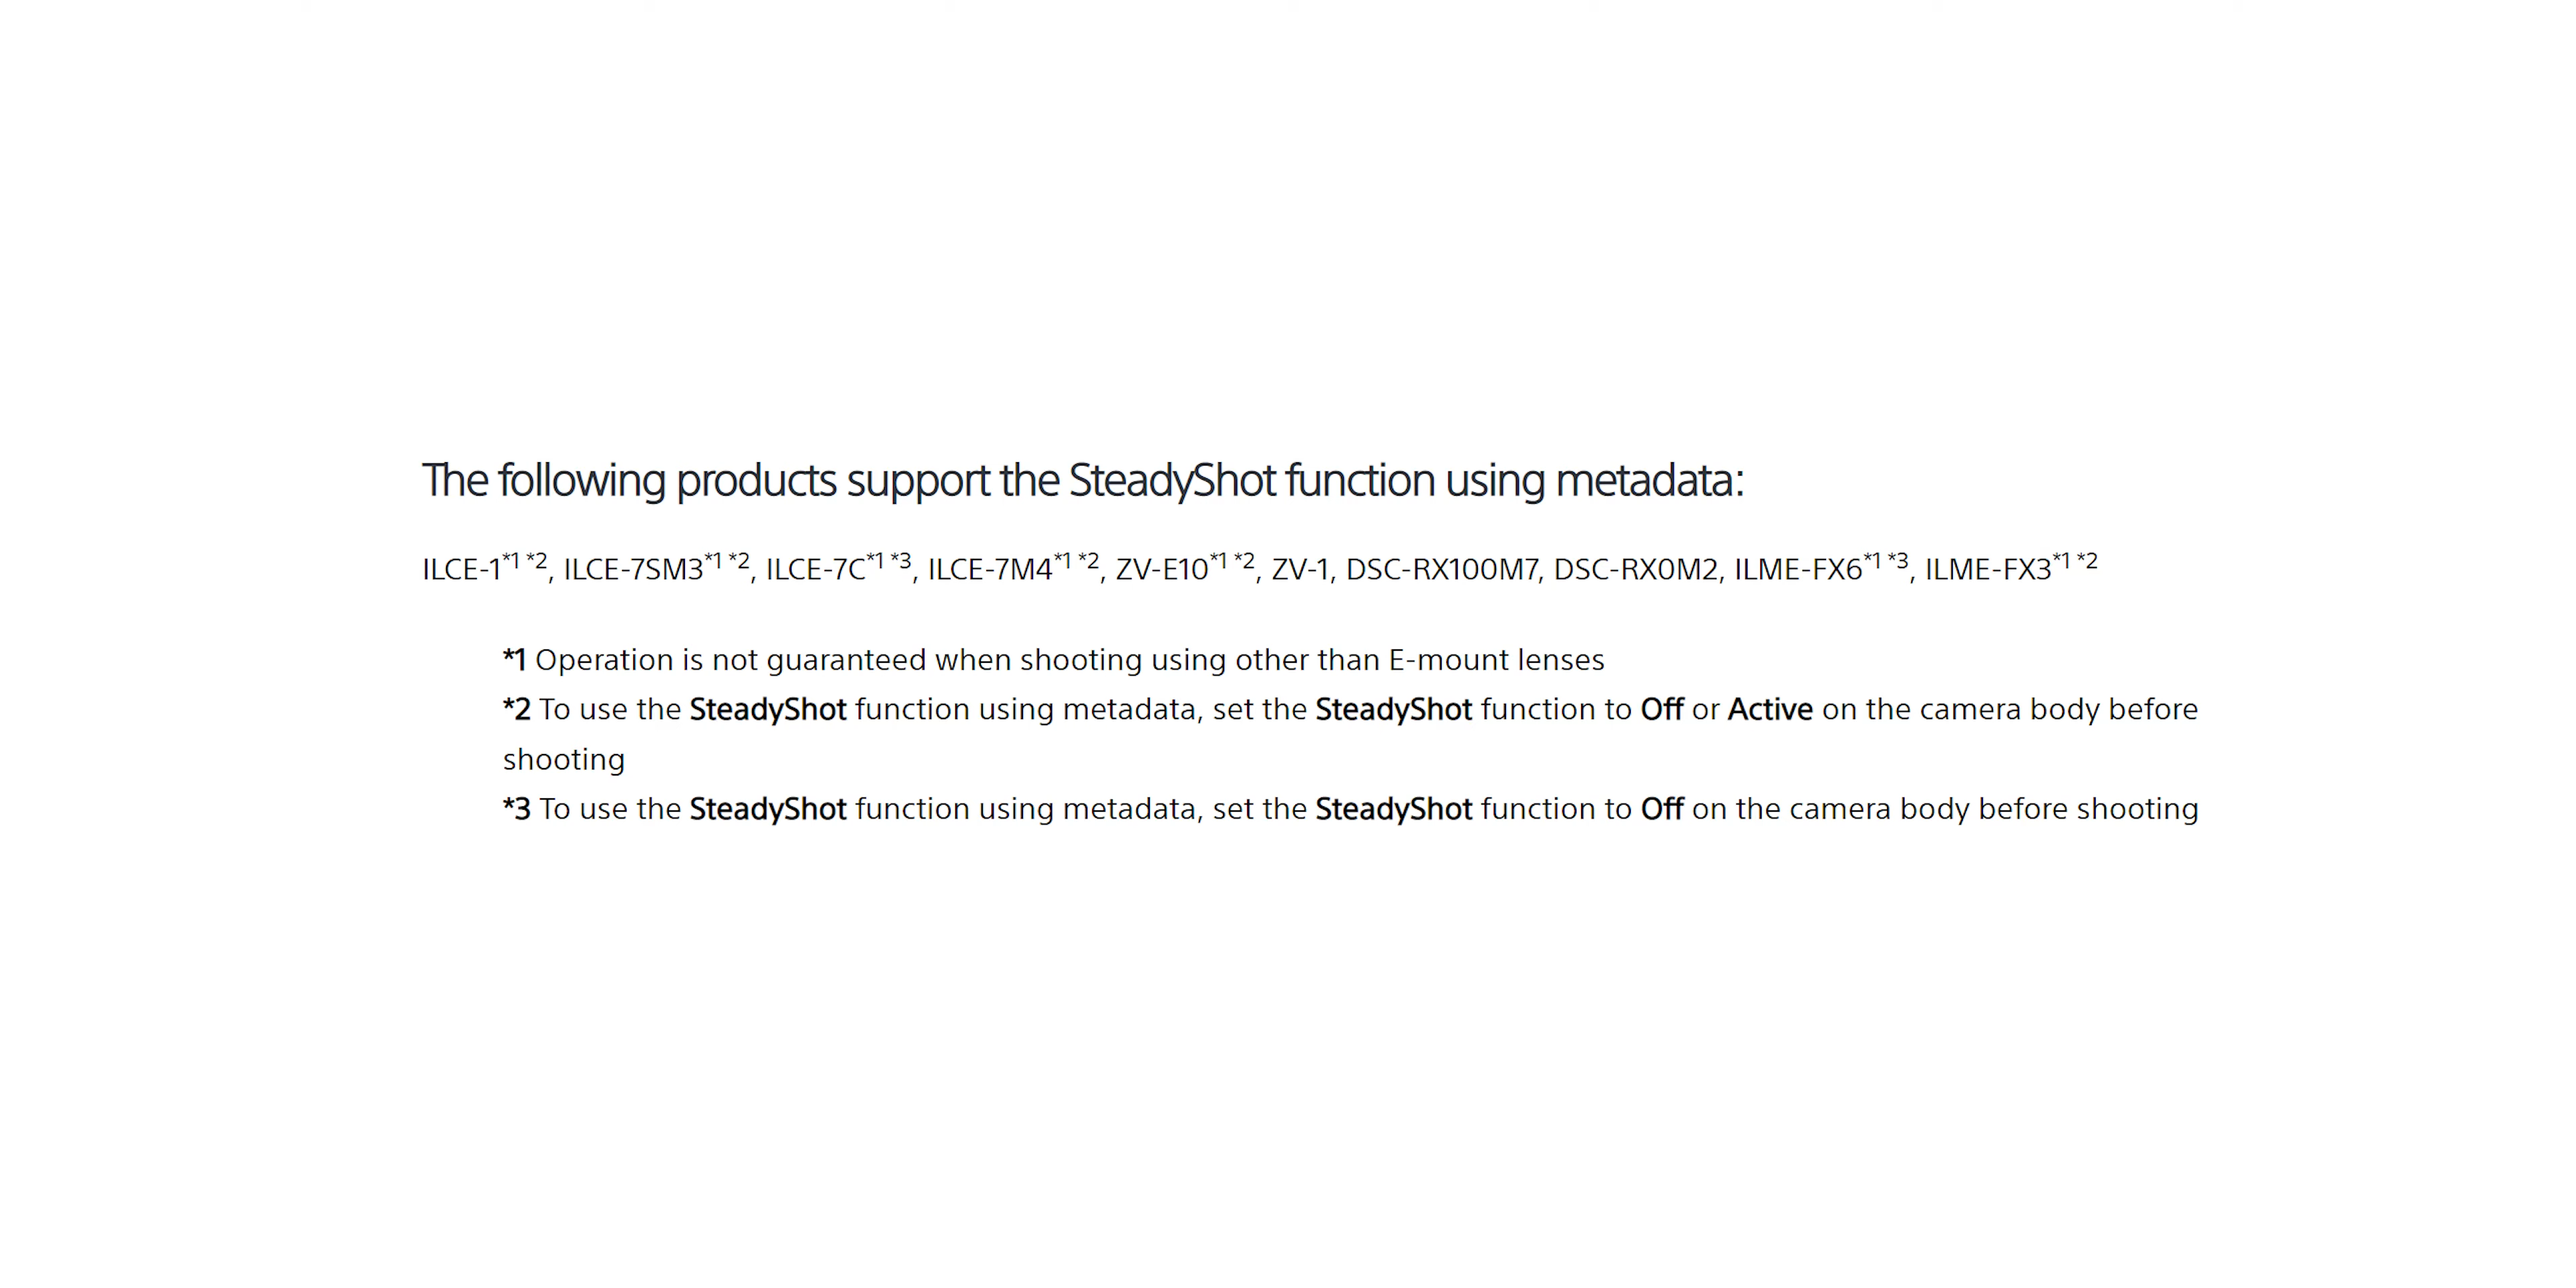 The following products support the SteadyShot function using metadata:
ILCE-1*1 *2, ILCE-7SM3*1 *2, ILCE-7C*1 *3, ILCE-7M4*1 *2, ZV-E10*1 *2, ZV-1, DSC-RX100M7, DSC-RX0M2, ILME-FX6*1 *3, ILME-FX3*1 *2
*1 Operation is not guaranteed when shooting using other than E-mount lenses
*2 To use the SteadyShot function using metadata, set the SteadyShot function to Off or Active on the camera body before
shooting
*3 To use the SteadyShot function using metadata, set the SteadyShot function to Off on the camera body before shooting